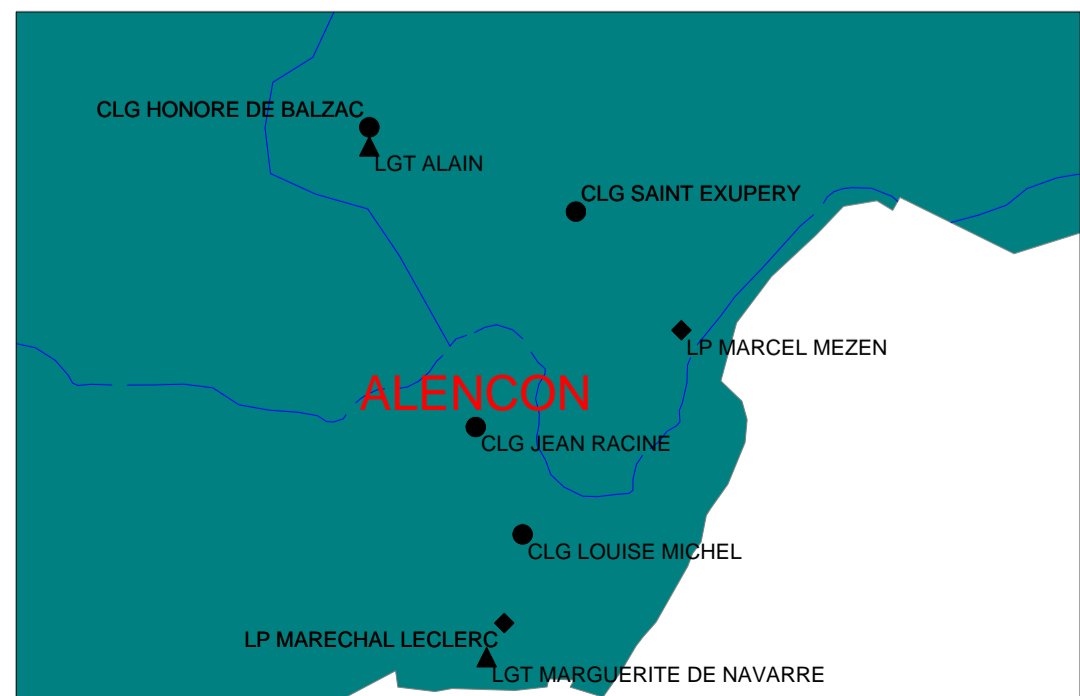 CLG HONORE DE BALZAC
LGT ALAIN
CLG SAINT EXUPERY
LP MARCEL MEZEN
ALENCON
CLG JEAN RACINE
CLG LOUISE MICHEL
LP MARECHAL LECLERC
LGT MARGUERITE DE NAVARRE